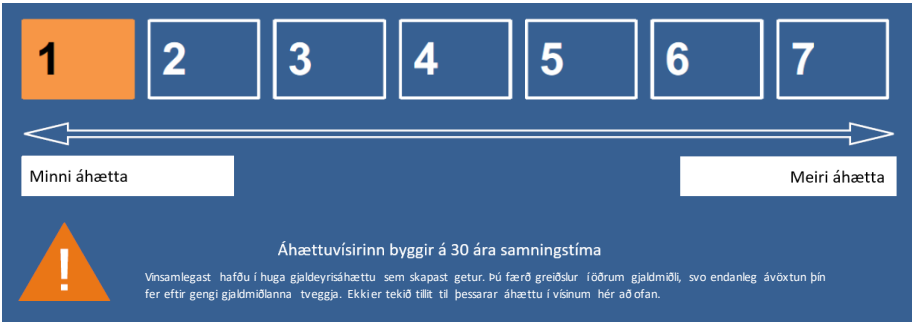 1 2 3 4 5 6 7
Minni áhætta Meiri áhætta
!
Áhættuvísirinn byggir á 30 ára samningstíma
Vinsamlegast hafðu í huga gjaldeyrisáhættu sem skapast getur. Þú færð greiðslur í öðrum gjaldmiðli, svo endanleg ávöxtun þín
fer eftir gengi gjaldmiðlanna tveggja. Ekki er tekið tillit til þessarar áhættu í vísinum hér að ofan.